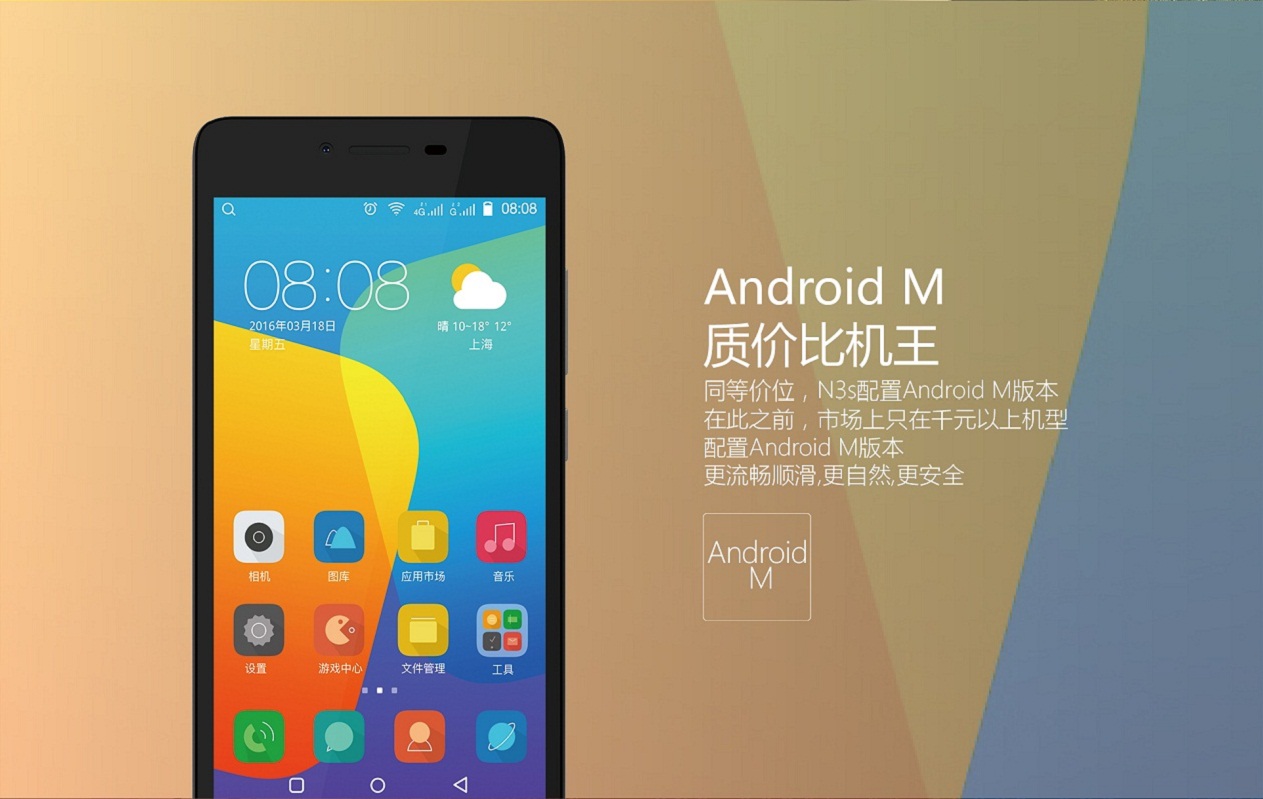 4G G 08:08
08:08
2016年03月18日
星期五
晴 10~18° 12°
上海
相机 图库 应用市场 音乐
设置 游戏中心 文件管理 工具
Android M
质价比机王
同等价位，N3s配置Android M版本
在此之前，市场上只在千元以上机型
配置Android M版本
更流畅顺滑,更自然,更安全
Android
M